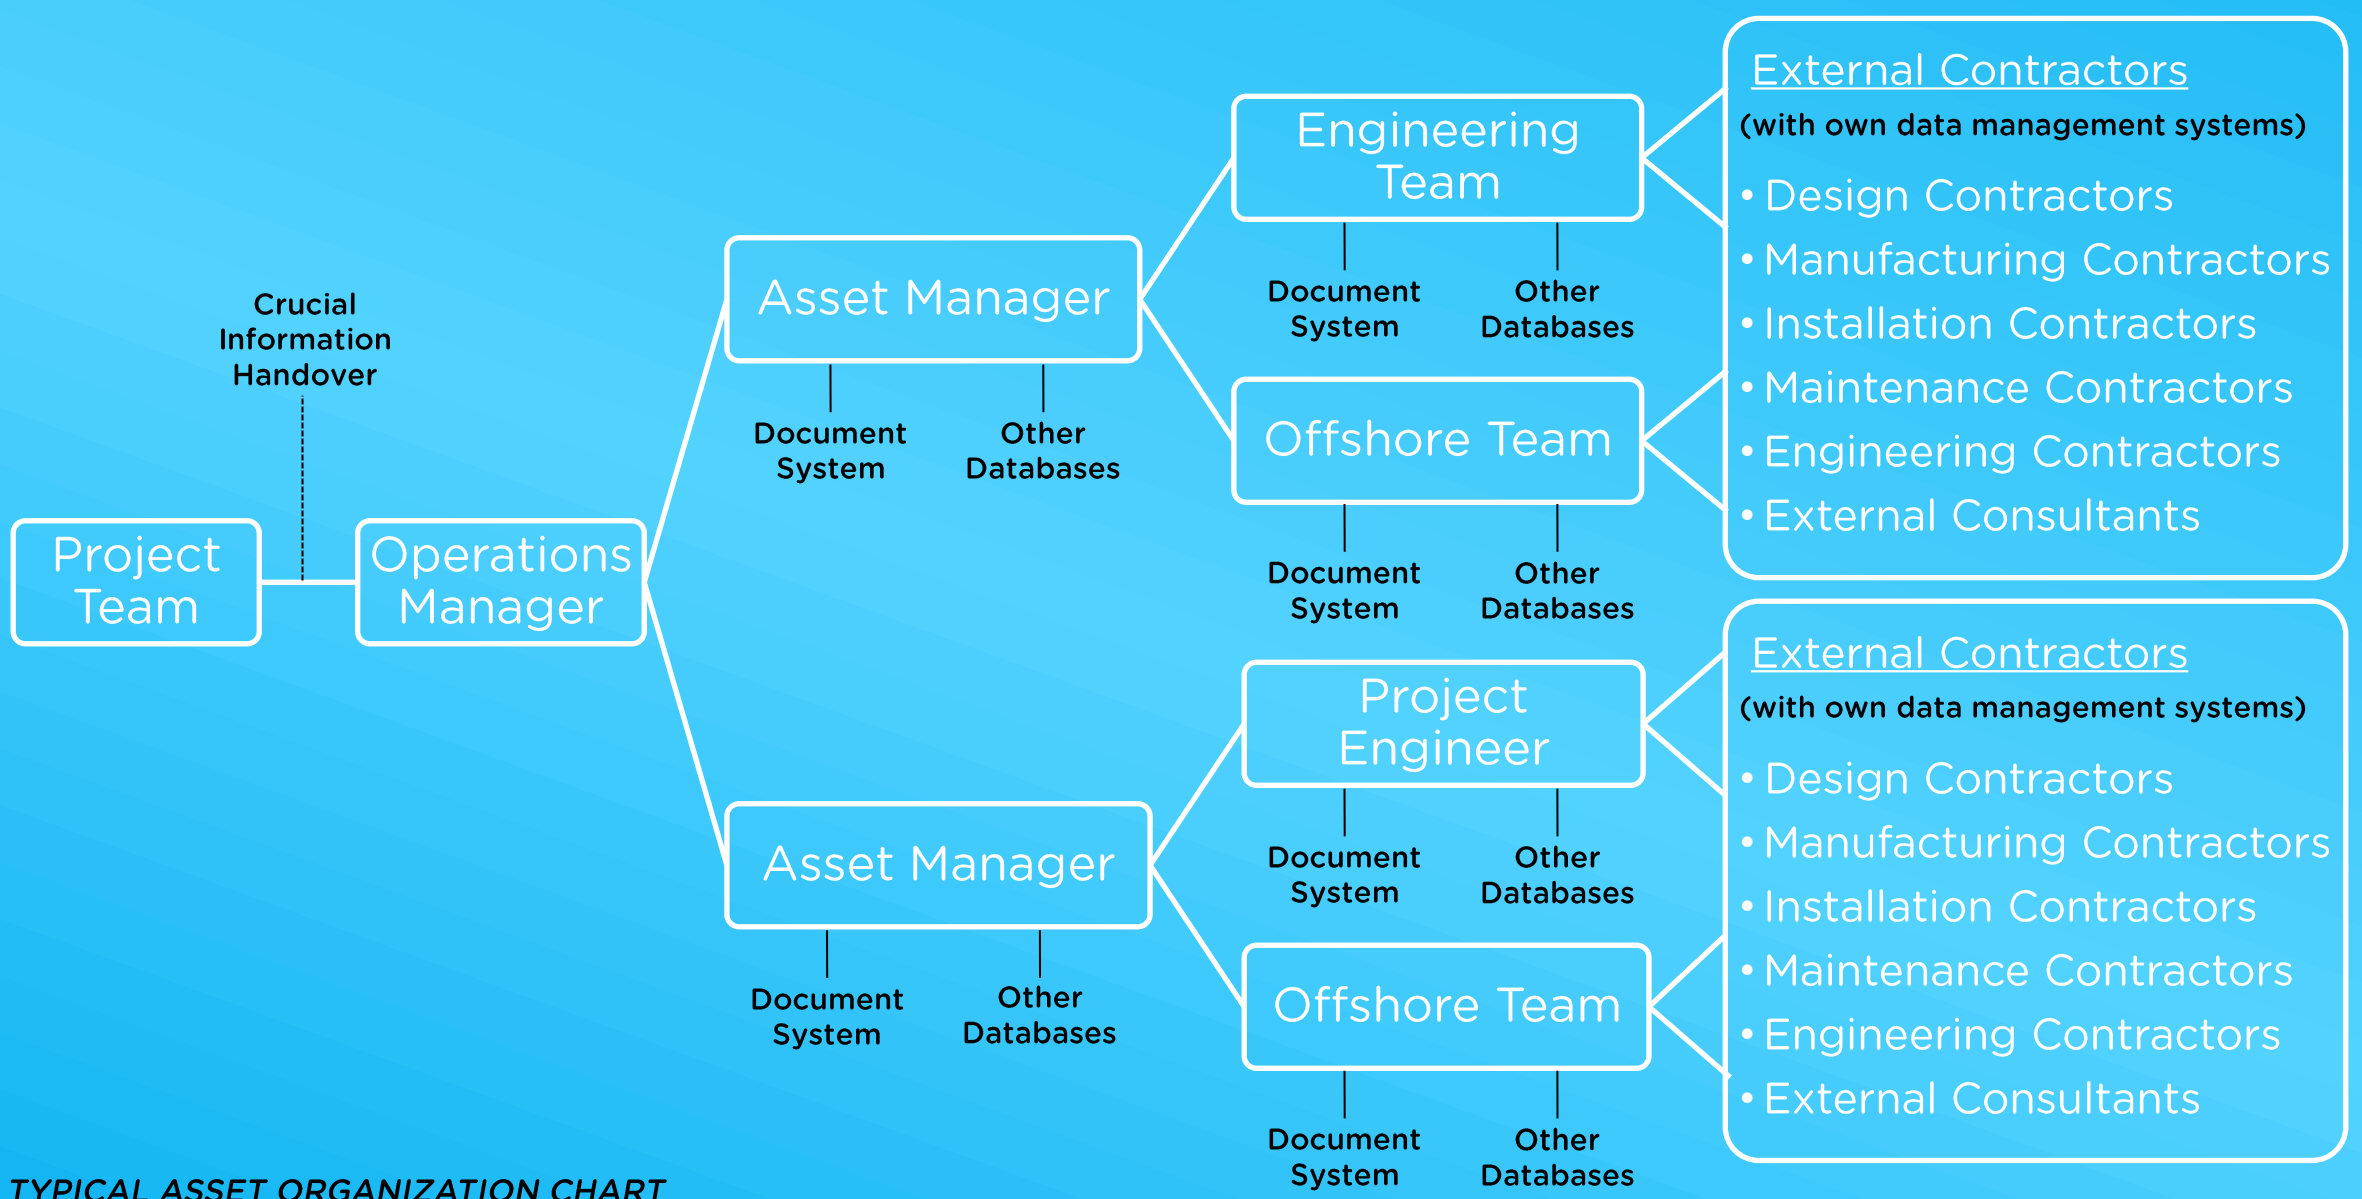 Crucial
Information
Handover
Project
Team
Operations
Manager
Asset Manager
Document
System
Other
Databases
Engineering
Team
Document
System
Other
Databases
Offshore Team
Document
System
Other
Databases
External Contractors
(with own data management systems)
• Design Contractors
• Manufacturing Contractors
• Installation Contractors
• Maintenance Contractors
• Engineering Contractors
• External Consultants
Asset Manager
Document
System
Other
Databases
Project
Engineer
Document
System
Other
Databases
Offshore Team
Document
System
Other
Databases
External Contractors
(with own data management systems)
• Design Contractors
• Manufacturing Contractors
• Installation Contractors
• Maintenance Contractors
• Engineering Contractors
• External Consultants
TYPICAL ASSET ORGANIZATION CHART